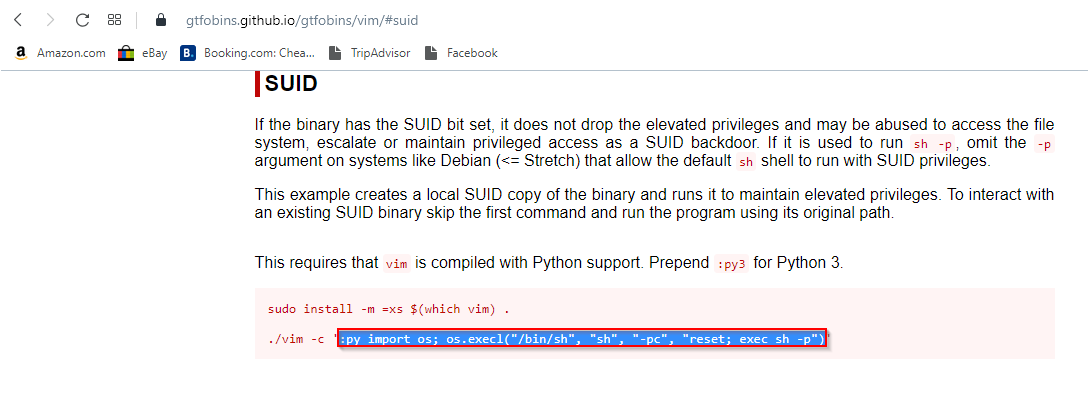 gtfobins.github.io/gtfobins/vim/#suid
Amazon.com eBay B. Booking.com: Chea... TripAdvisor Facebook
SUID
If the binary has the SUID bit set, it does not drop the elevated privileges and may be abused to access the file
system, escalate or maintain privileged access as a SUID backdoor. If it is used to run sh -p, omit the -p
argument on systems like Debian (<= Stretch) that allow the default sh shell to run with SUID privileges.
This example creates a local SUID copy of the binary and runs it to maintain elevated privileges. To interact with
an existing SUID binary skip the first command and run the program using its original path.
This requires that vim is compiled with Python support. Prepend :py3 for Python 3.
sudo install -m =xs $(which vim) .
./vim -c ':py import os; os.execl("/bin/sh", "sh", "-pc", "reset; exec sh -p")'